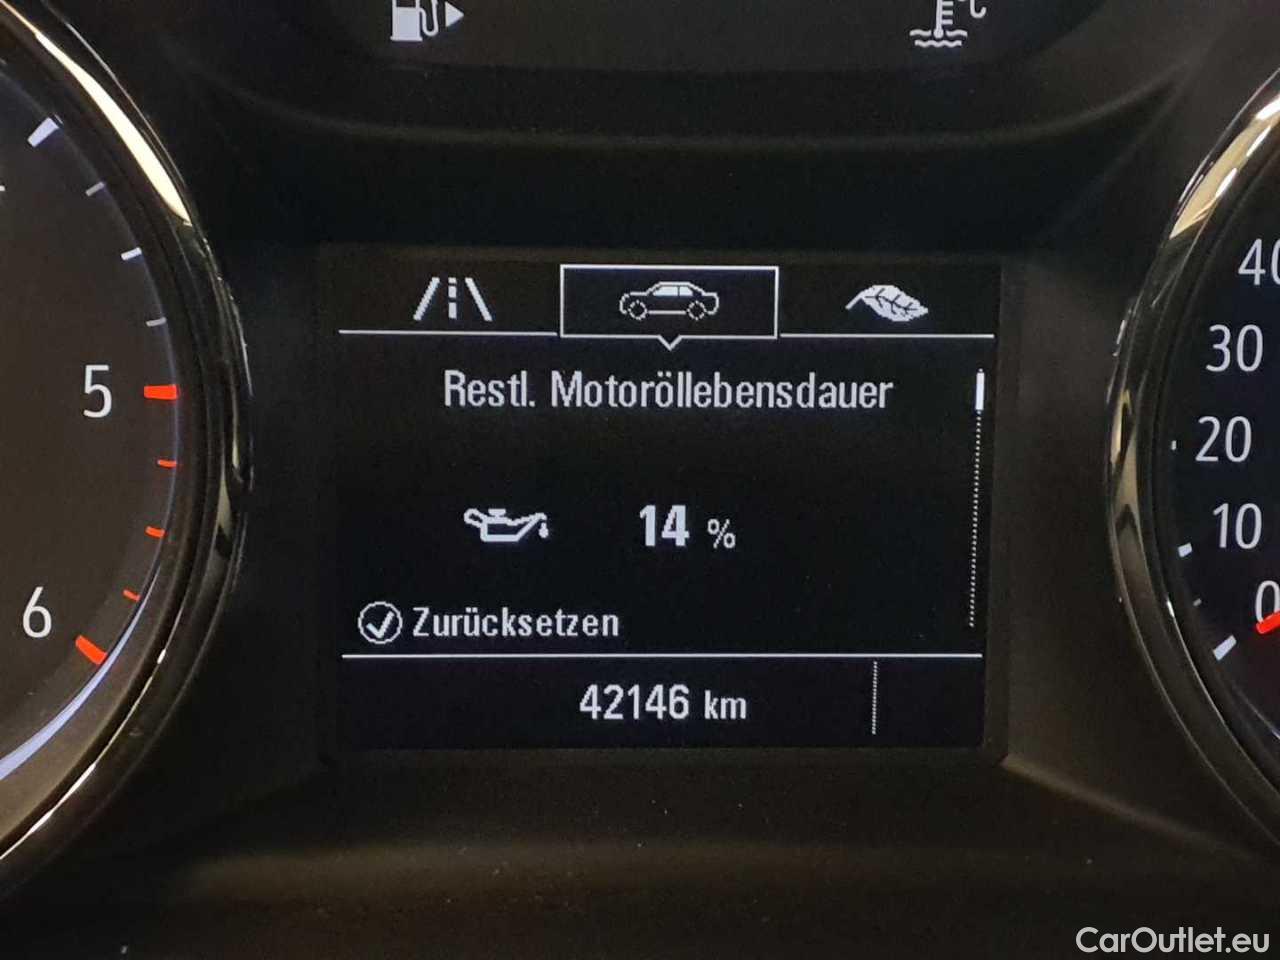 °C
5
6
Restl. Motoröllebensdauer
14 %
Zurücksetzen
42146 km
40
30
20
10
0
CarOutlet.eu